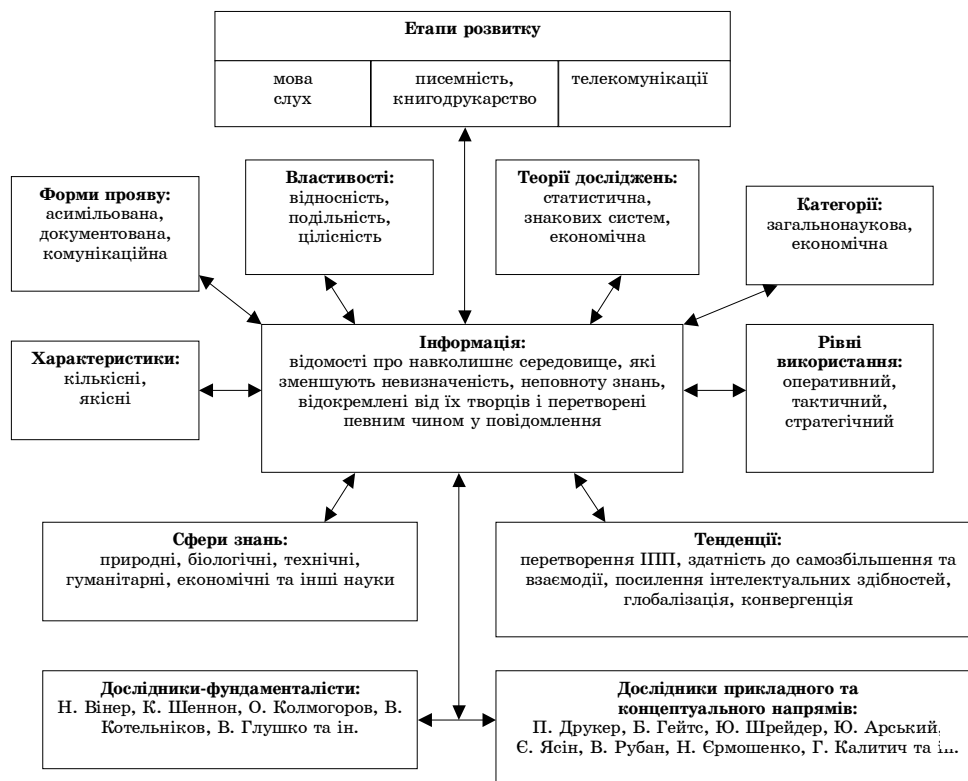 Етапи розвитку
мова
слух
писемність,
книгодрукарство
телекомунікації
Форми прояву:
асимільована,
документована,
комунікаційна
Властивості:
відносність,
подільність,
цілісність
Теорії досліджень:
статистична,
знакових систем,
економічна
Категорії:
загальнонаукова,
економічна
Характеристики:
кількісні,
якісні
Інформація:
відомості про навколишнє середовище, які
зменшують невизначеність, неповноту знань,
відокремлені від їх творців і перетворені
певним чином у повідомлення
Рівні
використання:
оперативний,
тактичний,
стратегічний
Сфери знань:
природні, біологічні, технічні,
гуманітарні, економічні та інші науки
Тенденції:
перетворення ІПП, здатність до самозбільшення та
взаємодії, посилення інтелектуальних здібностей,
глобалізація, конвергенція
Дослідники-фундаменталісти:
Н. Вінер, К. Шеннон, О. Колмогоров, В.
Котельніков, В. Глушко та ін.
Дослідники прикладного та
концептуального напрямів:
П. Друкер, Б. Гейтс, Ю. Шрейдер, Ю. Арський,
Є. Ясін, В. Рубан, Н. Єрмошенко, Г. Калитич та ін.